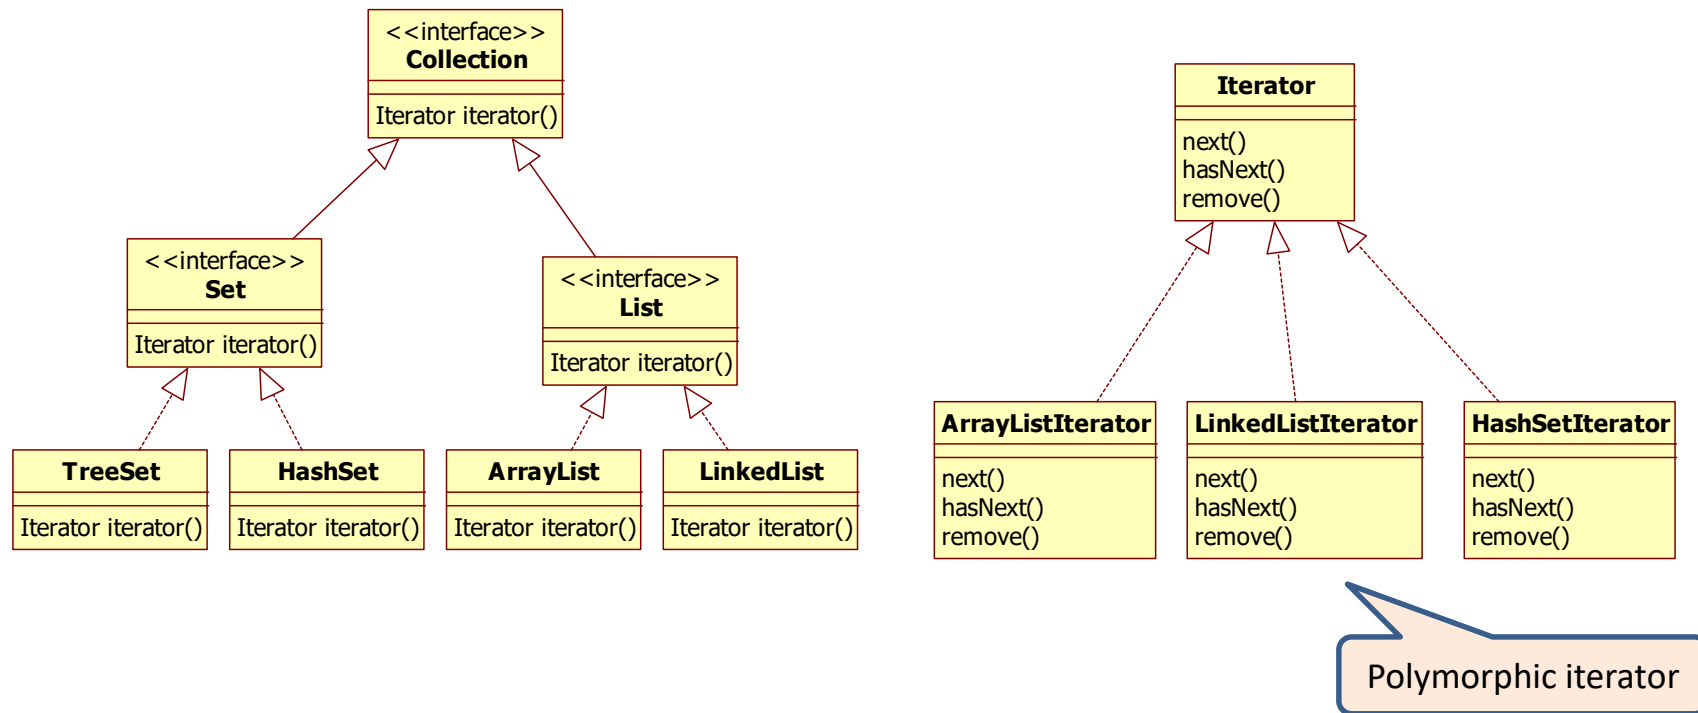 <<interface>>
Collection
Iterator iterator()
<<interface>>
Set
Iterator iterator()
<<interface>>
List
Iterator iterator()
TreeSet
Iterator iterator()
HashSet
Iterator iterator()
ArrayList
Iterator iterator()
LinkedList
Iterator iterator()
Iterator
next()
hasNext()
remove()
ArrayListIterator
next()
hasNext()
remove()
LinkedListIterator
next()
hasNext()
remove()
HashSetIterator
next()
hasNext()
remove()
Polymorphic iterator